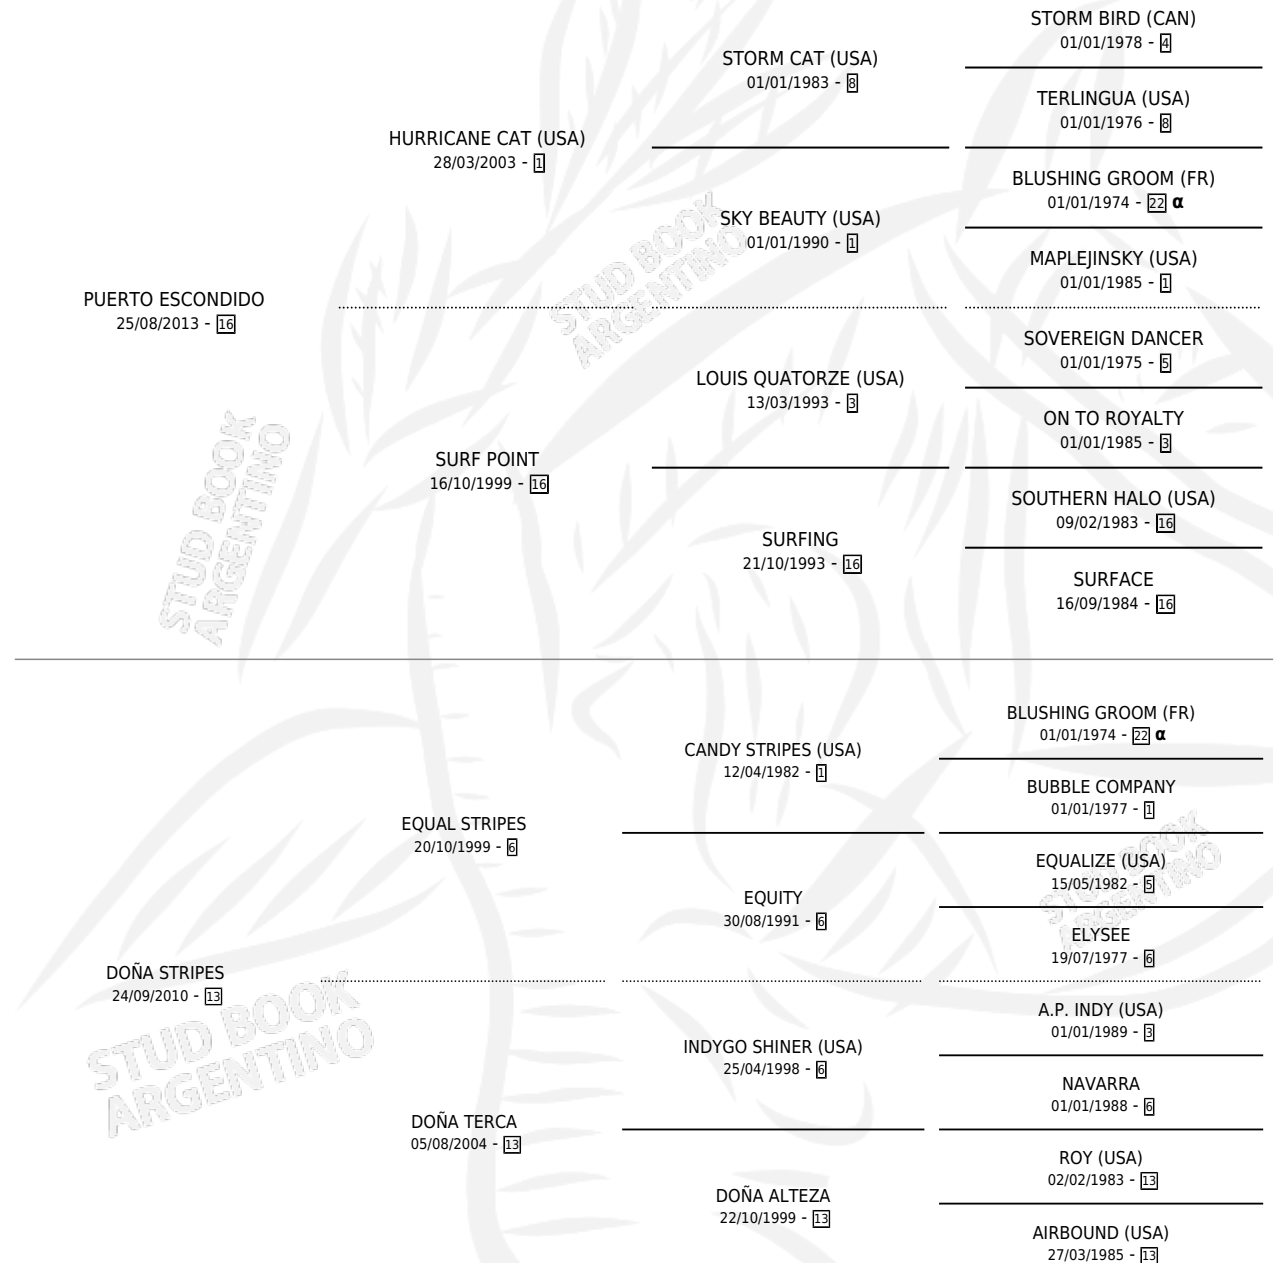 STORM BIRD (CAN)
01/01/1978 - 4
STORM CAT (USA)
01/01/1983 - 8
TERLINGUA (USA)
01/01/1976 - 8
HURRICANE CAT (USA)
28/03/2003 - 1
BLUSHING GROOM (FR)
01/01/1974 - 22 α
SKY BEAUTY (USA)
01/01/1990 - 1
MAPLEJINSKY (USA)
01/01/1985 - 1
PUERTO ESCONDIDO
25/08/2013 - 16
SOVEREIGN DANCER
01/01/1975 - 5
LOUIS QUATORZE (USA)
13/03/1993 - 3
ON TO ROYALTY
01/01/1985 - 3
SURF POINT
16/10/1999 - 16
SOUTHERN HALO (USA)
09/02/1983 - 16
SURFING
21/10/1993 - 16
SURFACE
16/09/1984 - 16
BLUSHING GROOM (FR)
01/01/1974 - 22 α
CANDY STRIPES (USA)
12/04/1982 - 1
BUBBLE COMPANY
01/01/1977 - 1
EQUAL STRIPES
20/10/1999 - 6
EQUALIZE (USA)
15/05/1982 - 5
EQUITY
30/08/1991 - 6
ELYSEE
19/07/1977 - 6
DOÑA STRIPES
24/09/2010 - 13
A.P. INDY (USA)
01/01/1989 - 3
INDYGO SHINER (USA)
25/04/1998 - 6
NAVARRA
01/01/1988 - 6
DOÑA TERCA
05/08/2004 - 13
ROY (USA)
02/02/1983 - 13
DOÑA ALTEZA
22/10/1999 - 13
AIRBOUND (USA)
27/03/1985 - 13
STUD BOOK
ARGENTINO
STUD BOOK
ARGENTINO
STUD BOOK
ARGENTINO
STUD BOOK
ARGENTINO